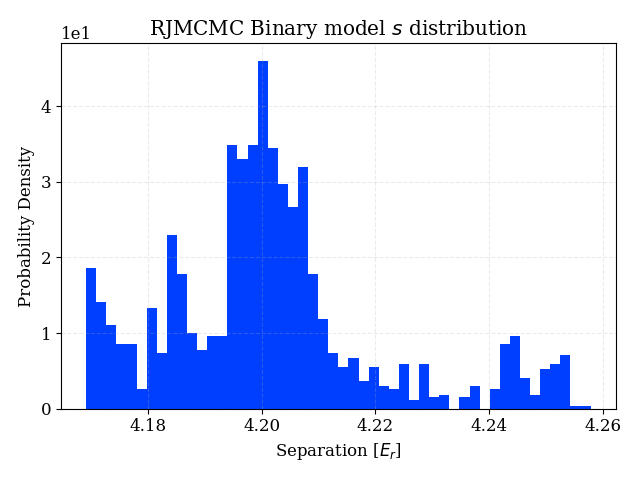 RJMCMC Binary model s distribution
1e1
4
3
2
1
0
Probability Density
4.18 4.20 4.22 4.24 4.26
Separation [E_r]